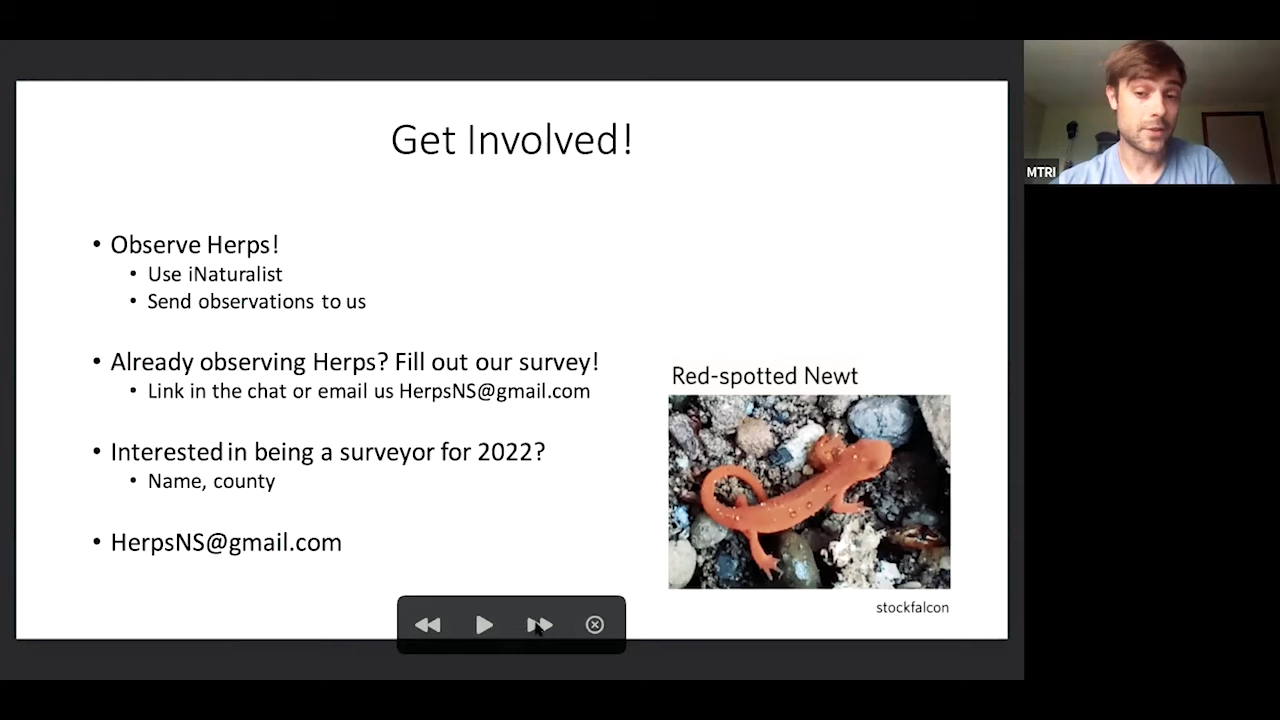 Get Involved!
• Observe Herps!
• Use iNaturalist
• Send observations to us
• Already observing Herps? Fill out our survey!
• Link in the chat or email us HerpsNS@gmail.com
• Interested in being a surveyor for 2022?
• Name, county
• HerpsNS@gmail.com
Red-spotted Newt
stockfalcon
MTRI